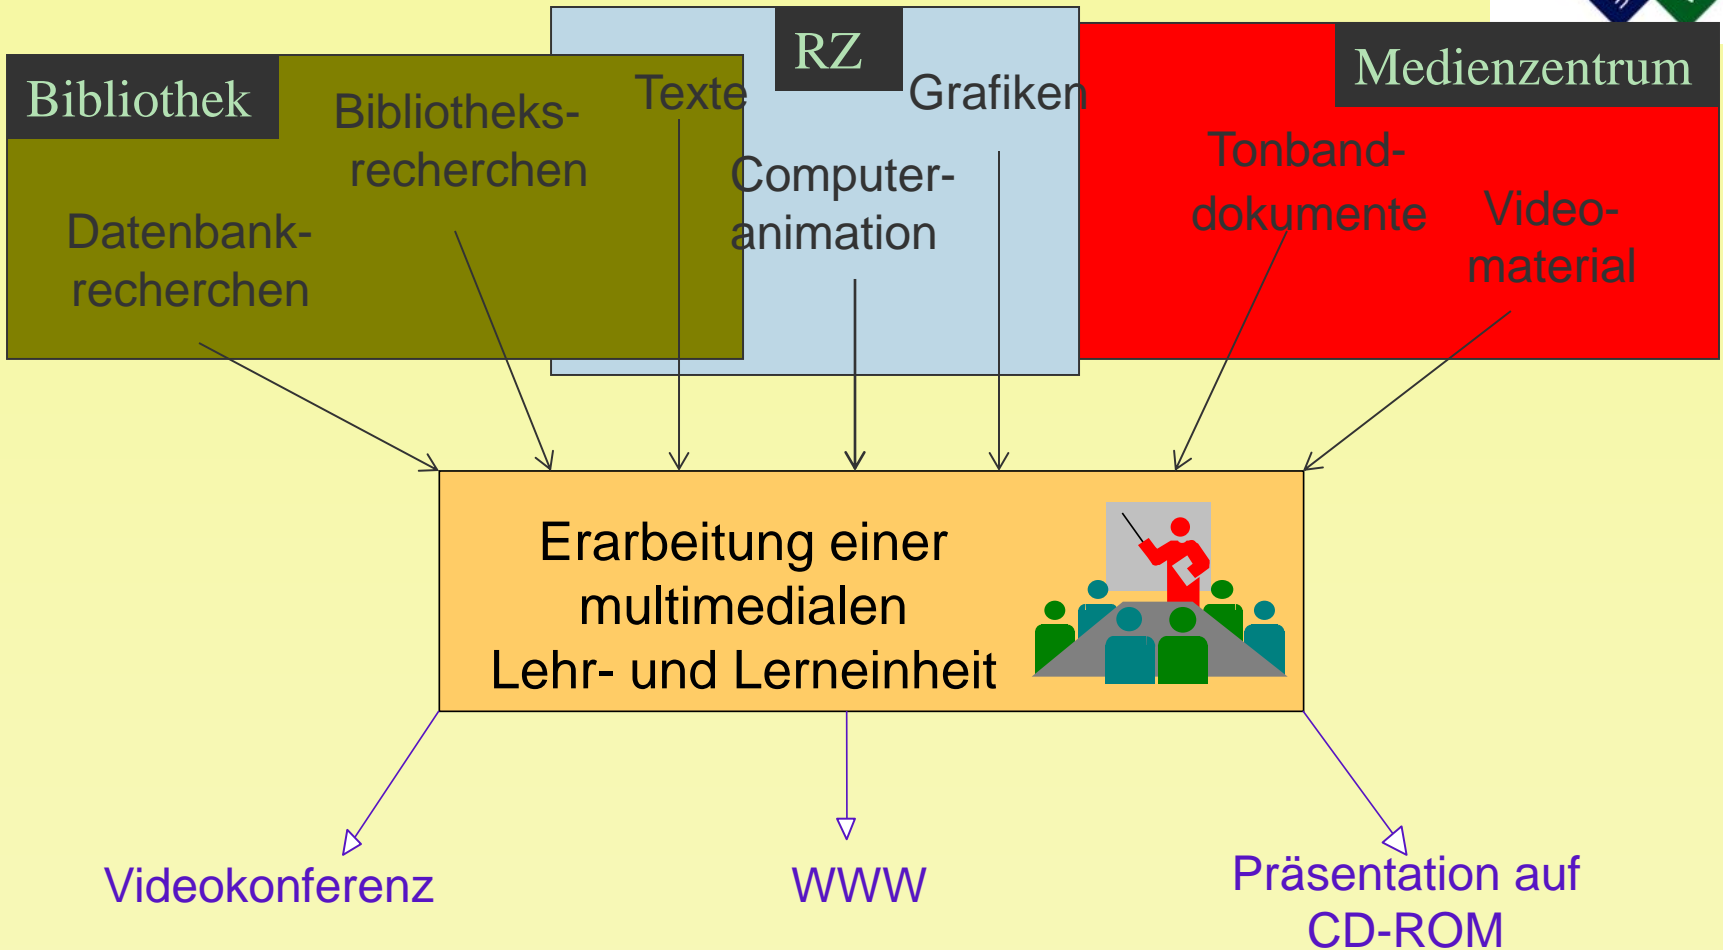 Bibliothek
Bibliotheks-
recherchen
Datenbank-
recherchen
RZ
Texte
Grafiken
Computer-
animation
Medienzentrum
Tonband-
dokumente
Video-
material
Erarbeitung einer
multimedialen
Lehr- und Lerneinheit
Videokonferenz
WWW
Präsentation auf
CD-ROM